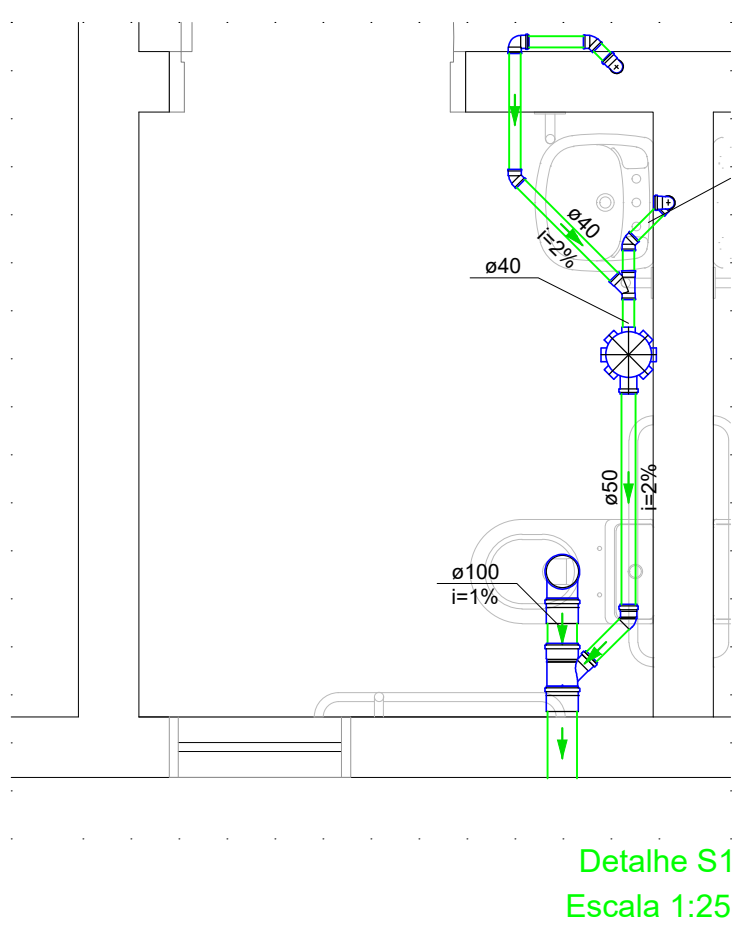 ø40
i=2%
ø40
ø50
i=2%
ø100
i=1%
Detalhe S1
Escala 1:25